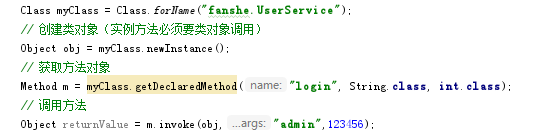 Class myClass = Class.forName("fanshe.UserService");
// 创建类对象（实例方法必须要类对象调用）
Object obj = myClass.newInstance();
// 获取方法对象
Method m = myClass.getDeclaredMethod( name: "login", String.class, int.class);
// 调用方法
Object returnValue = m.invoke(obj, ...args: "admin",123456);